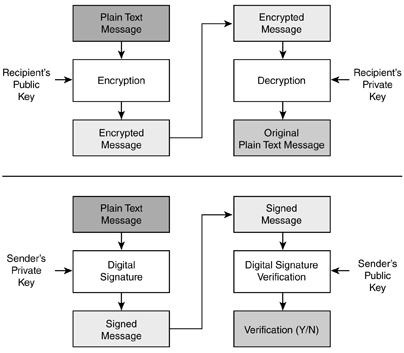 Plain Text
Message
Encrypted
Message
Recipient's
Public
Key
Encryption
Decryption
Recipient's
Private
Key
Encrypted
Message
Original
Plain Text Message
Plain Text
Message
Signed
Message
Sender's
Private
Key
Digital
Signature
Digital Signature
Verification
Sender's
Public
Key
Signed
Message
Verification (Y/N)